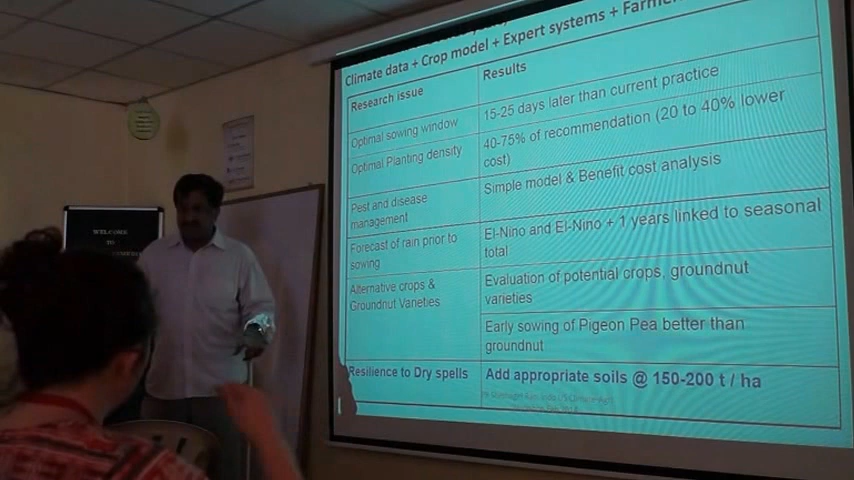 Climate data + Crop model + Expert systems + Farmer
Research issue
Results
Optimal sowing window
15-25 days later than current practice
Optimal Planting density
40-75% of recommendation (20 to 40% lower
cost)
Pest and disease
management
Simple model & Benefit cost analysis
Forecast of rain prior to
sowing
El-Nino and El-Nino + 1 years linked to seasonal
total
Alternative crops &
Groundnut Varieties
Evaluation of potential crops, groundnut
varieties
Early sowing of Pigeon Pea better than
groundnut
Resilience to Dry spells
Add appropriate soils @ 150-200 t / ha
WELCOME
TO